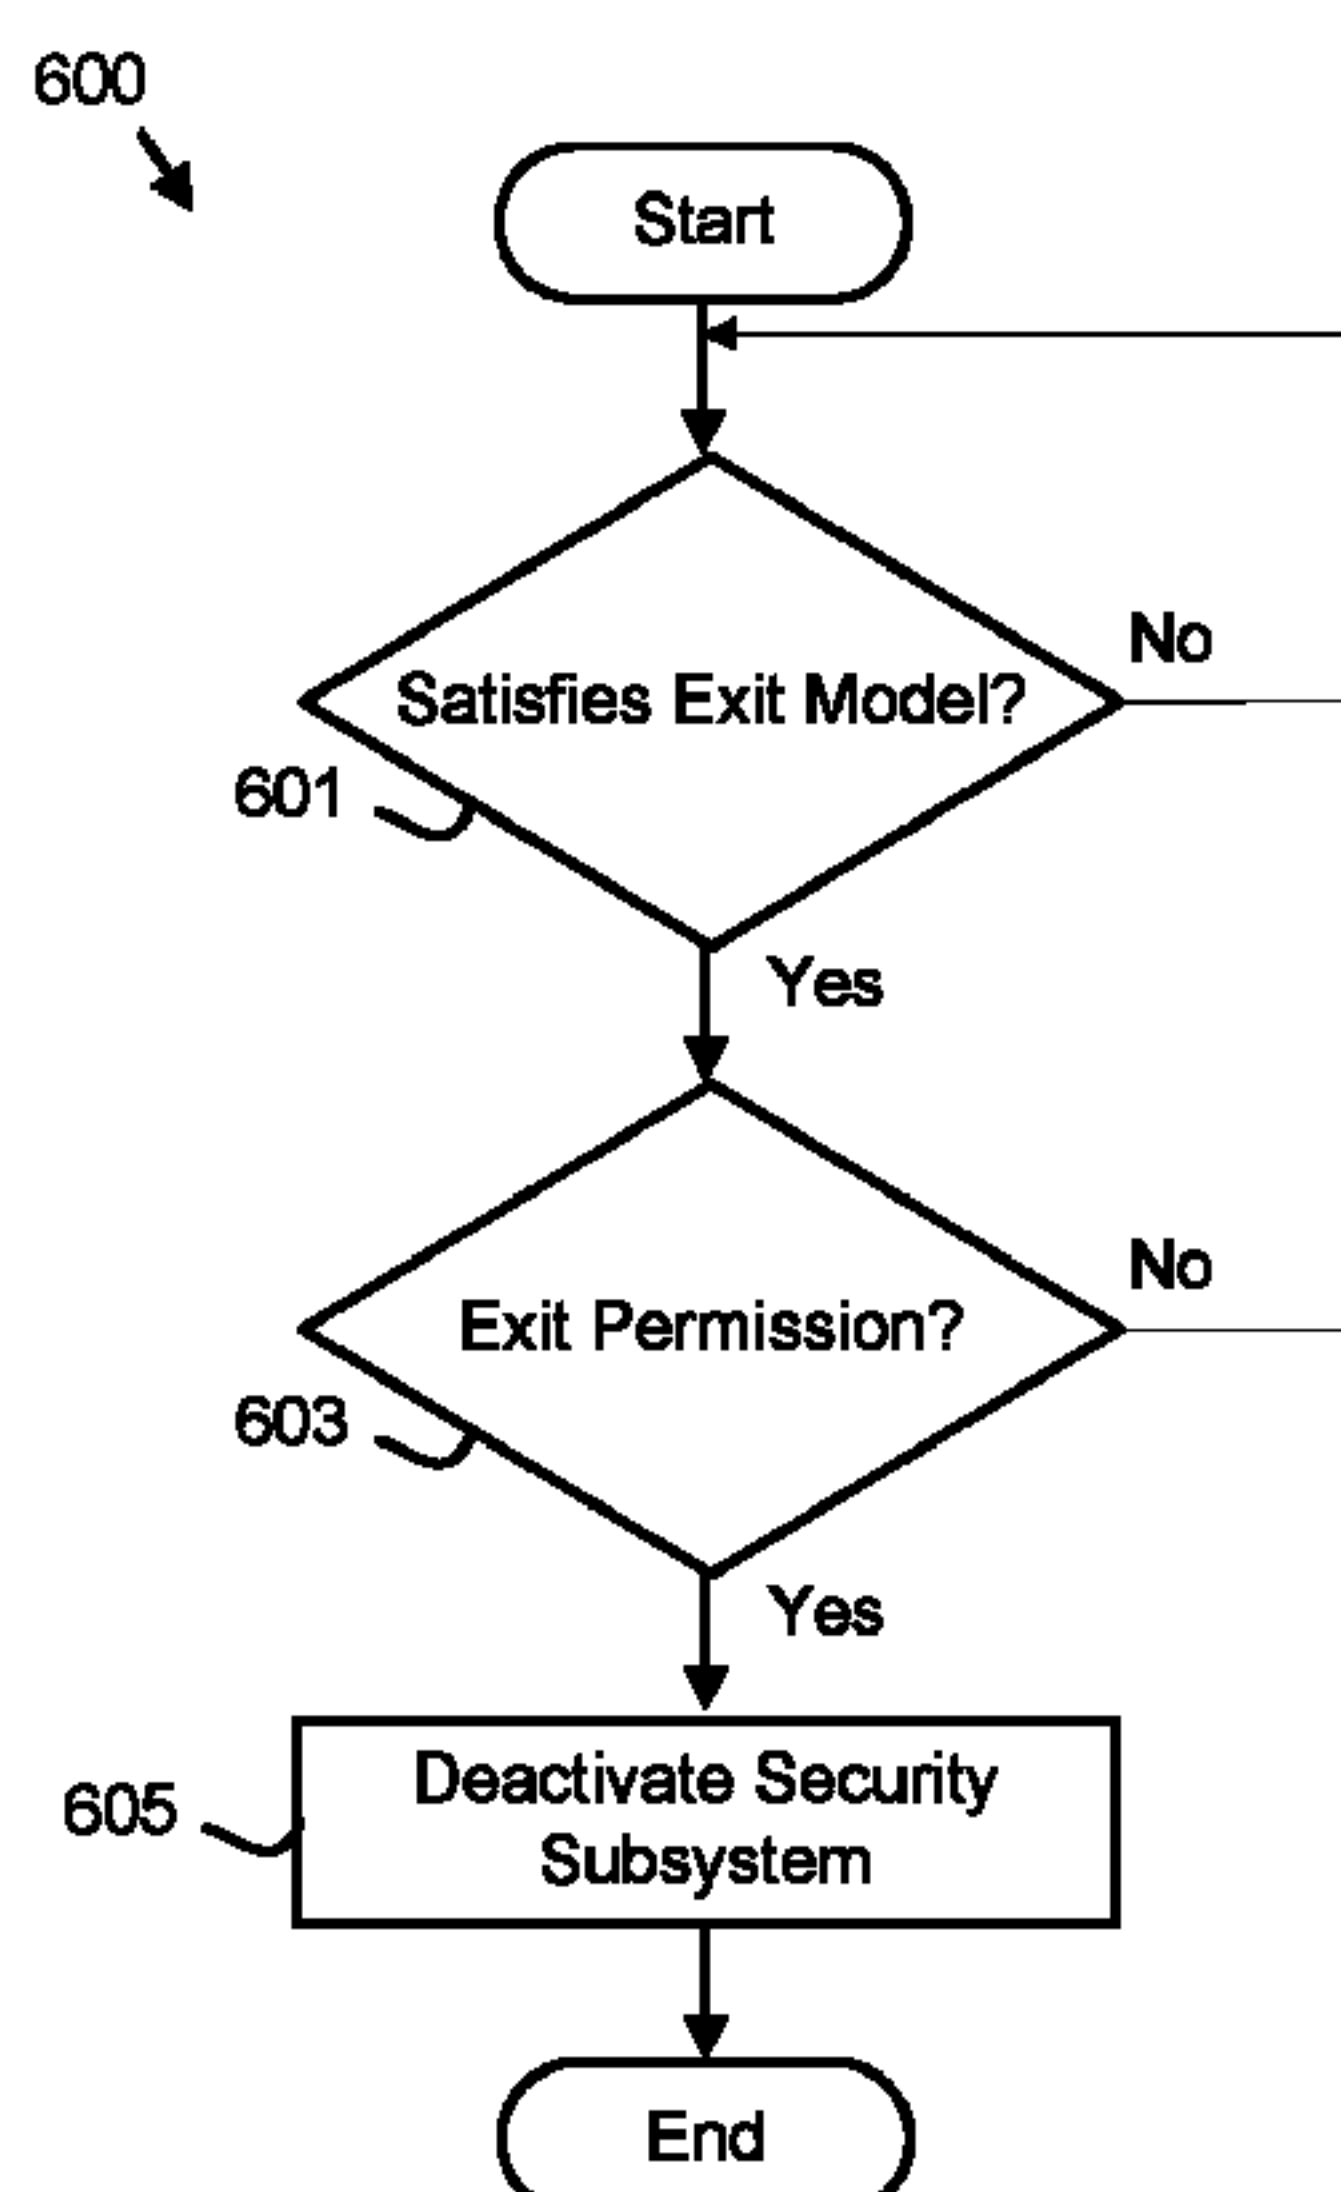 600
Start
No
Satisfies Exit Model?
601
Yes
No
Exit Permission?
603
Yes
Deactivate Security
Subsystem
605
End